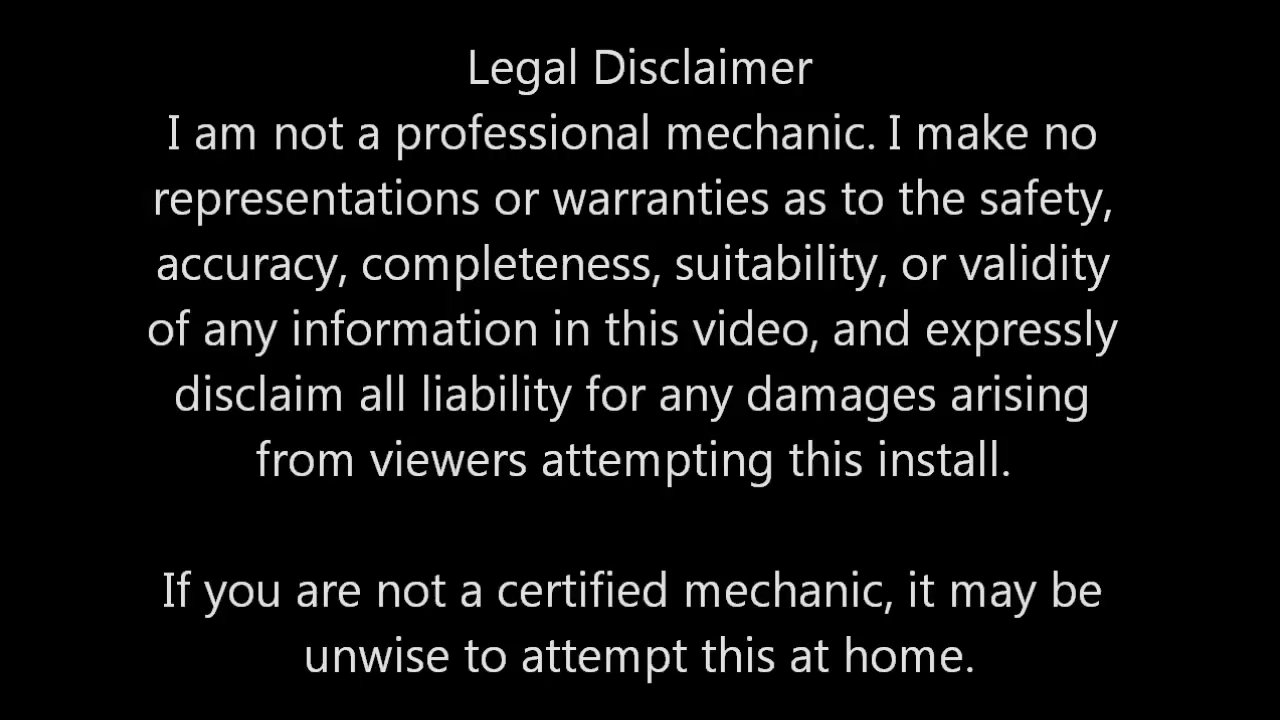 Legal Disclaimer
I am not a professional mechanic. I make no
representations or warranties as to the safety,
accuracy, completeness, suitability, or validity
of any information in this video, and expressly
disclaim all liability for any damages arising
from viewers attempting this install.
If you are not a certified mechanic, it may be
unwise to attempt this at home.